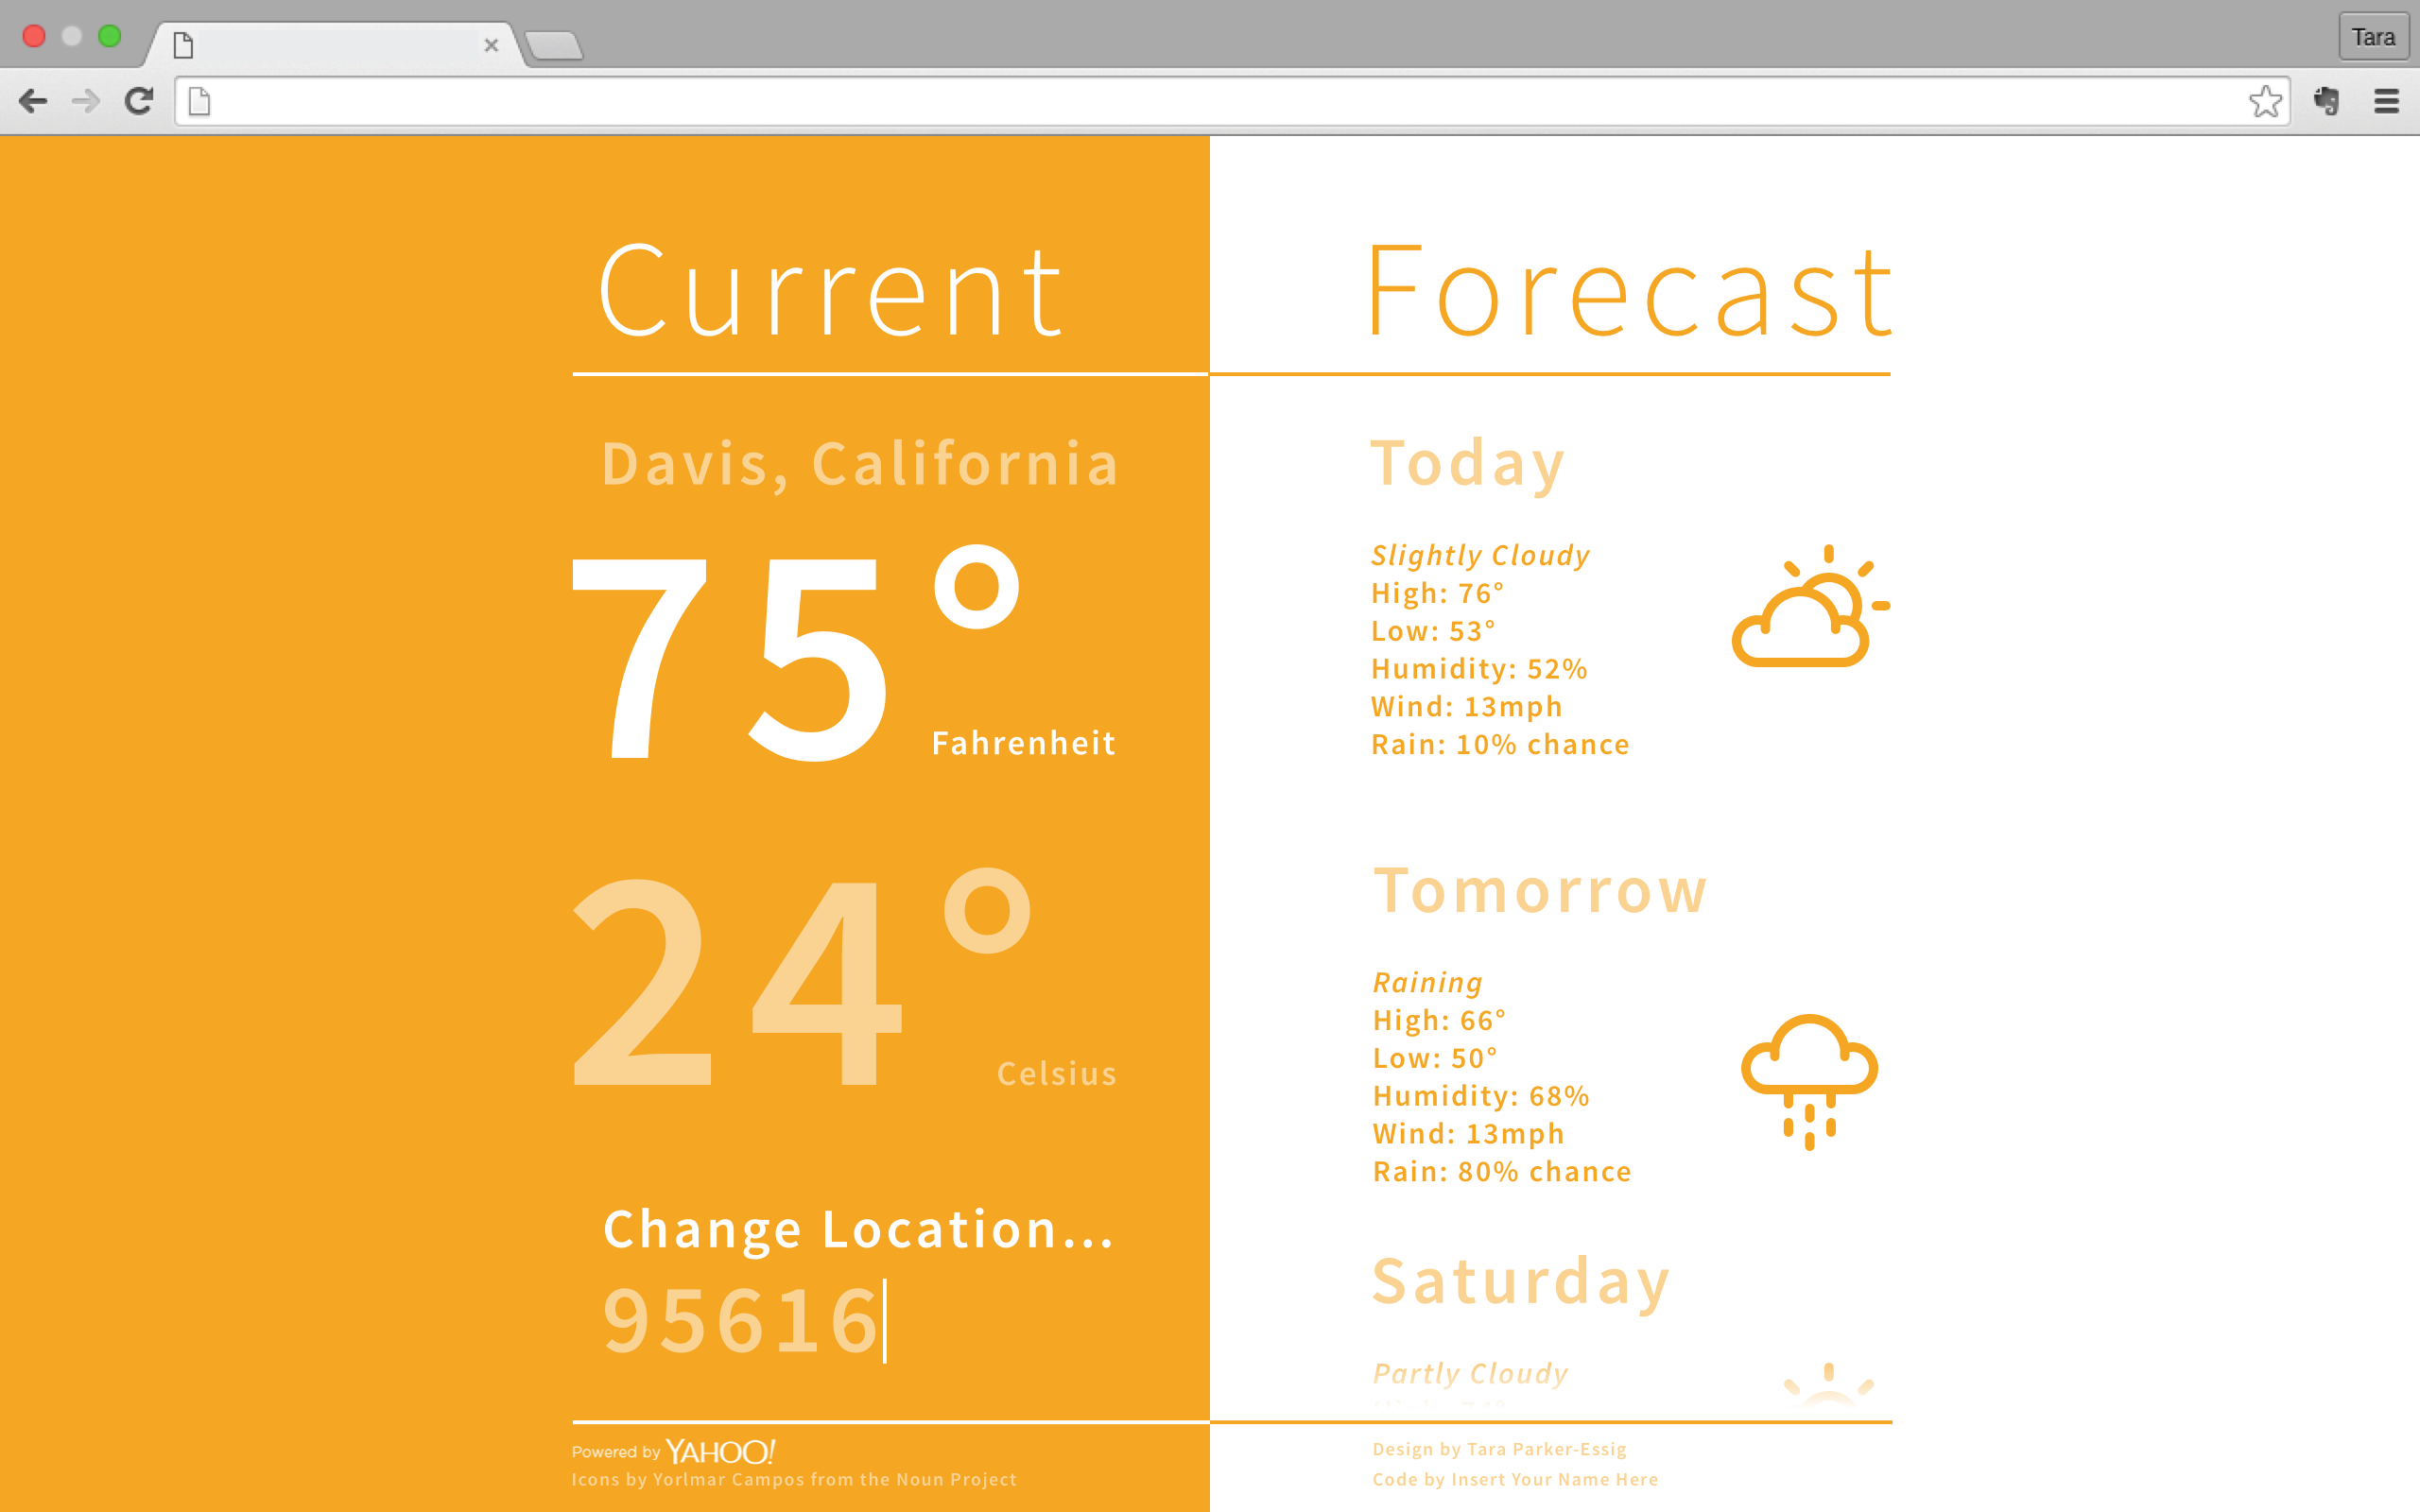 Tara
Current
Davis, California
75°
Fahrenheit
24°
Celsius
Change Location...
95616
Powered by YAHOO!
Icons by Yorlmar Campos from the Noun Project
Forecast
Today
Slightly Cloudy
High: 76°
Low: 53°
Humidity: 52%
Wind: 13mph
Rain: 10% chance
Tomorrow
Raining
High: 66°
Low: 50°
Humidity: 68%
Wind: 13mph
Rain: 80% chance
Saturday
Partly Cloudy
Design by Tara Parker-Essig
Code by Insert Your Name Here